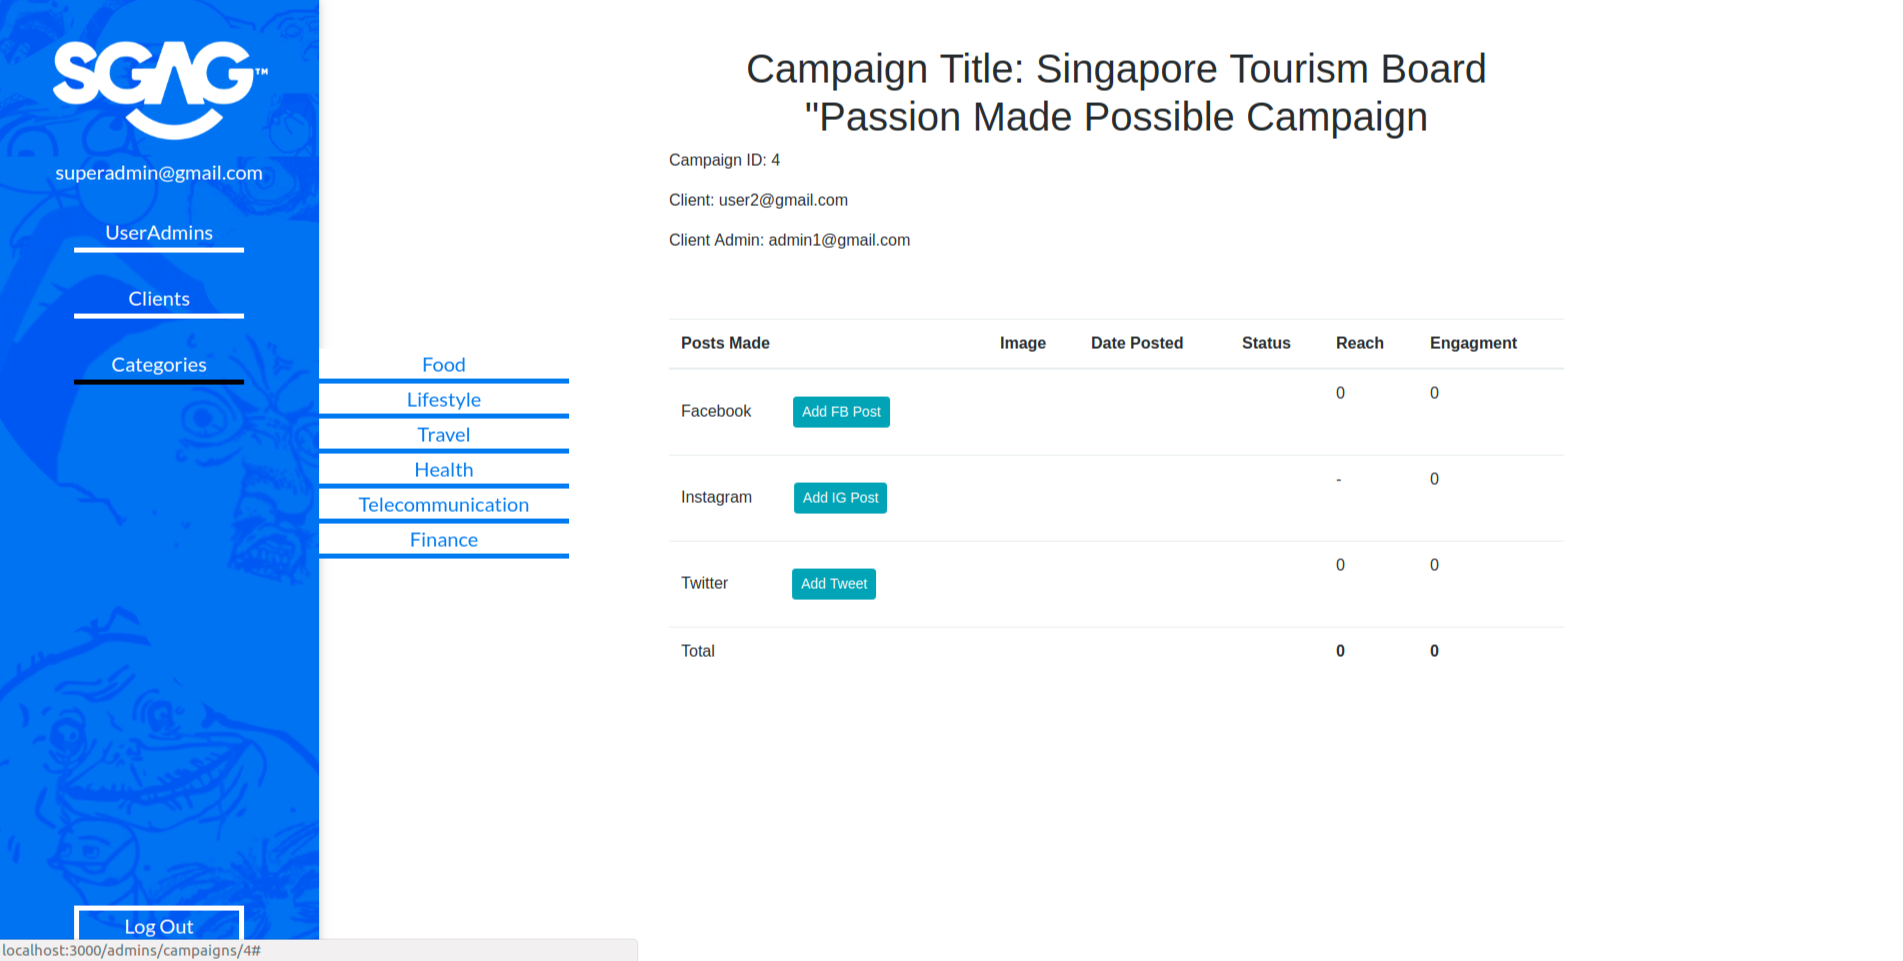 SGAG™
superadmin@gmail.com
UserAdmins
Clients
Categories
Food
Lifestyle
Travel
Health
Telecommunication
Finance
Log Out
localhost:3000/admins/campaigns/4#
Campaign Title: Singapore Tourism Board
"Passion Made Possible Campaign
Campaign ID: 4
Client: user2@gmail.com
Client Admin: admin1@gmail.com
Posts Made Image Date Posted Status Reach Engagment
Facebook Add FB Post 0 0
Instagram Add IG Post - 0
Twitter Add Tweet 0 0
Total 0 0